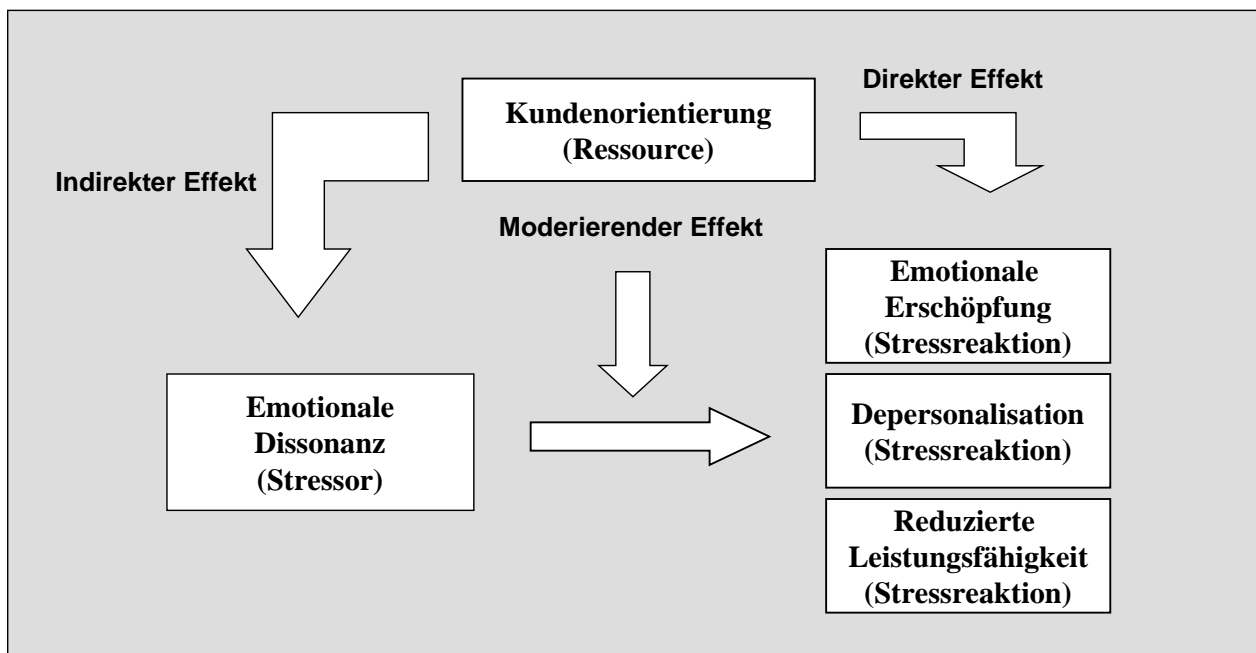 Direkter Effekt
Kundenorientierung
(Ressource)
Indirekter Effekt
Moderierender Effekt
Emotionale
Erschöpfung
(Stressreaktion)
Emotionale
Dissonanz
(Stressor)
Depersonalisation
(Stressreaktion)
Reduzierte
Leistungsfähigkeit
(Stressreaktion)